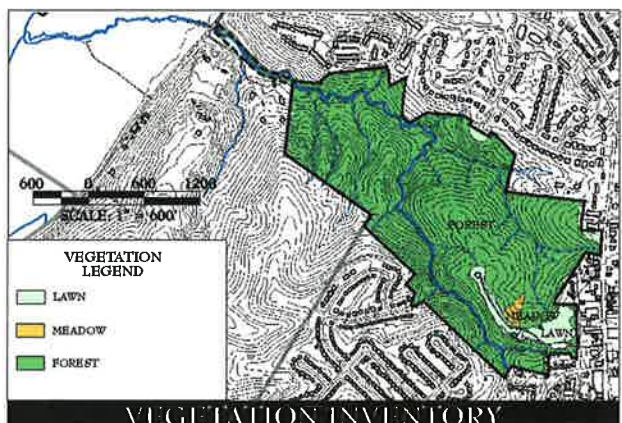 FOREST
600 0 600 1200
SCALE: 1" = 600'
VEGETATION
LEGEND
LAWN
MEADOW
FOREST
MEADOW
LAWN
VEGETATION INVENTORY